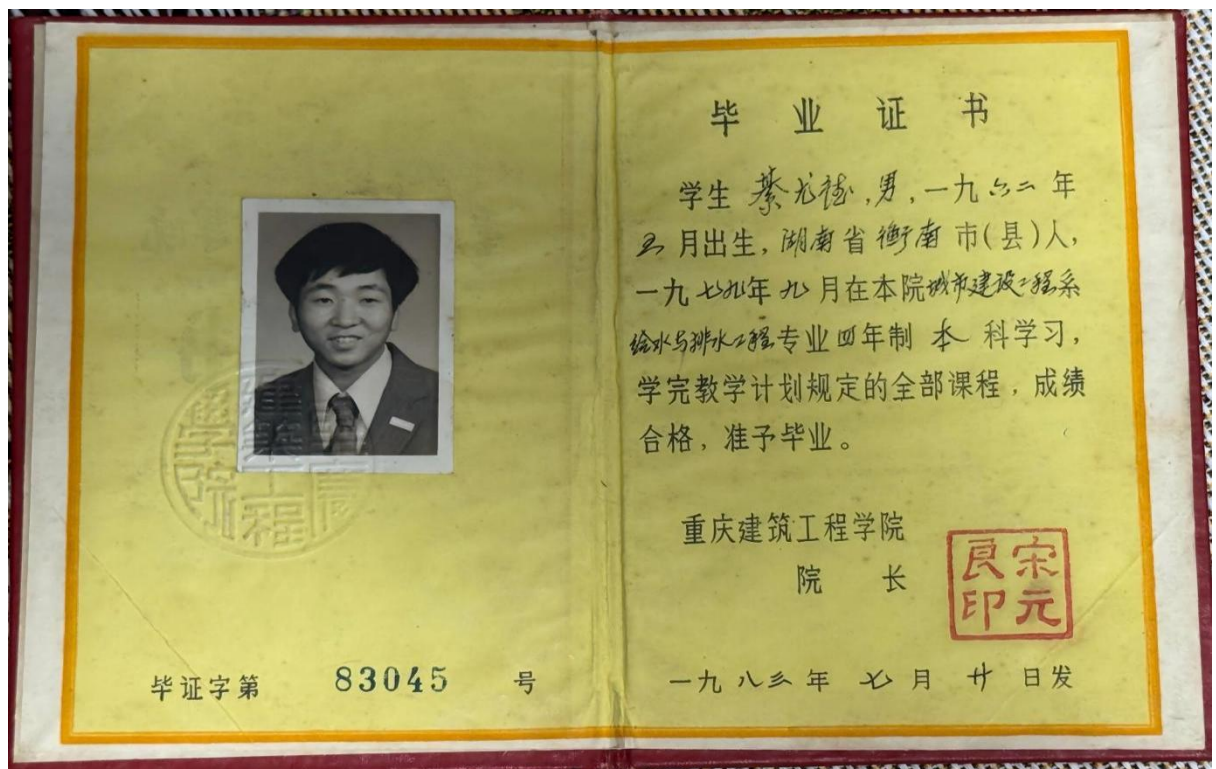 毕证字第 83045 号
毕业证书
学生 綦龙德,男,一九六二年
五月出生,湖南省衡南市(县)人,
一九七九年九月在本院城市建设工程系
给水与排水工程专业四年制本科学习,
学完教学计划规定的全部课程,成绩
合格,准予毕业。
重庆建筑工程学院
院长
宋元良印
一九八三年七月廿日发